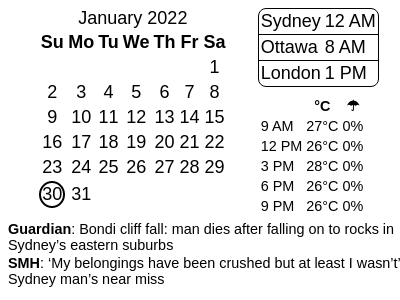 January 2022
Su Mo Tu We Th Fr Sa
1
2 3 4 5 6 7 8
9 10 11 12 13 14 15
16 17 18 19 20 21 22
23 24 25 26 27 28 29
30 31
Sydney 12 AM
Ottawa 8 AM
London 1 PM
°C ☂
9 AM 27°C 0%
12 PM 26°C 0%
3 PM 28°C 0%
6 PM 26°C 0%
9 PM 26°C 0%
Guardian: Bondi cliff fall: man dies after falling on to rocks in
Sydney’s eastern suburbs
SMH: ‘My belongings have been crushed but at least I wasn’t’
Sydney man’s near miss